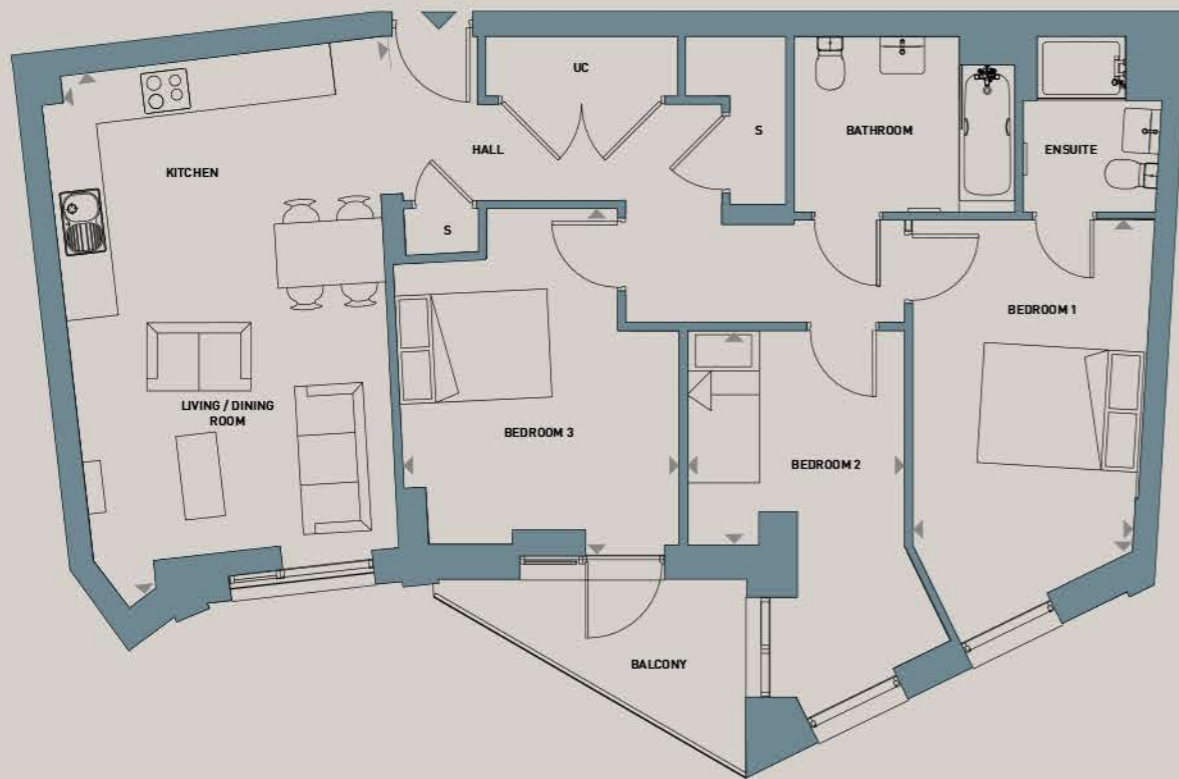 UC
S
BATHROOM
HALL
ENSUITE
KITCHEN
S
BEDROOM 1
LIVING / DINING
ROOM
BEDROOM 3
BEDROOM 2
BALCONY